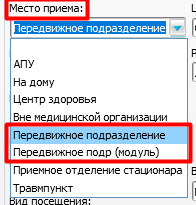 Место приема:
Передвижное подразделение
АПУ
На дому
Центр здоровья
Вне медицинской организации
Передвижное подразделение
Передвижное подр (модуль)
Приемное отделение стационара
Травмпункт
Вид посещения: